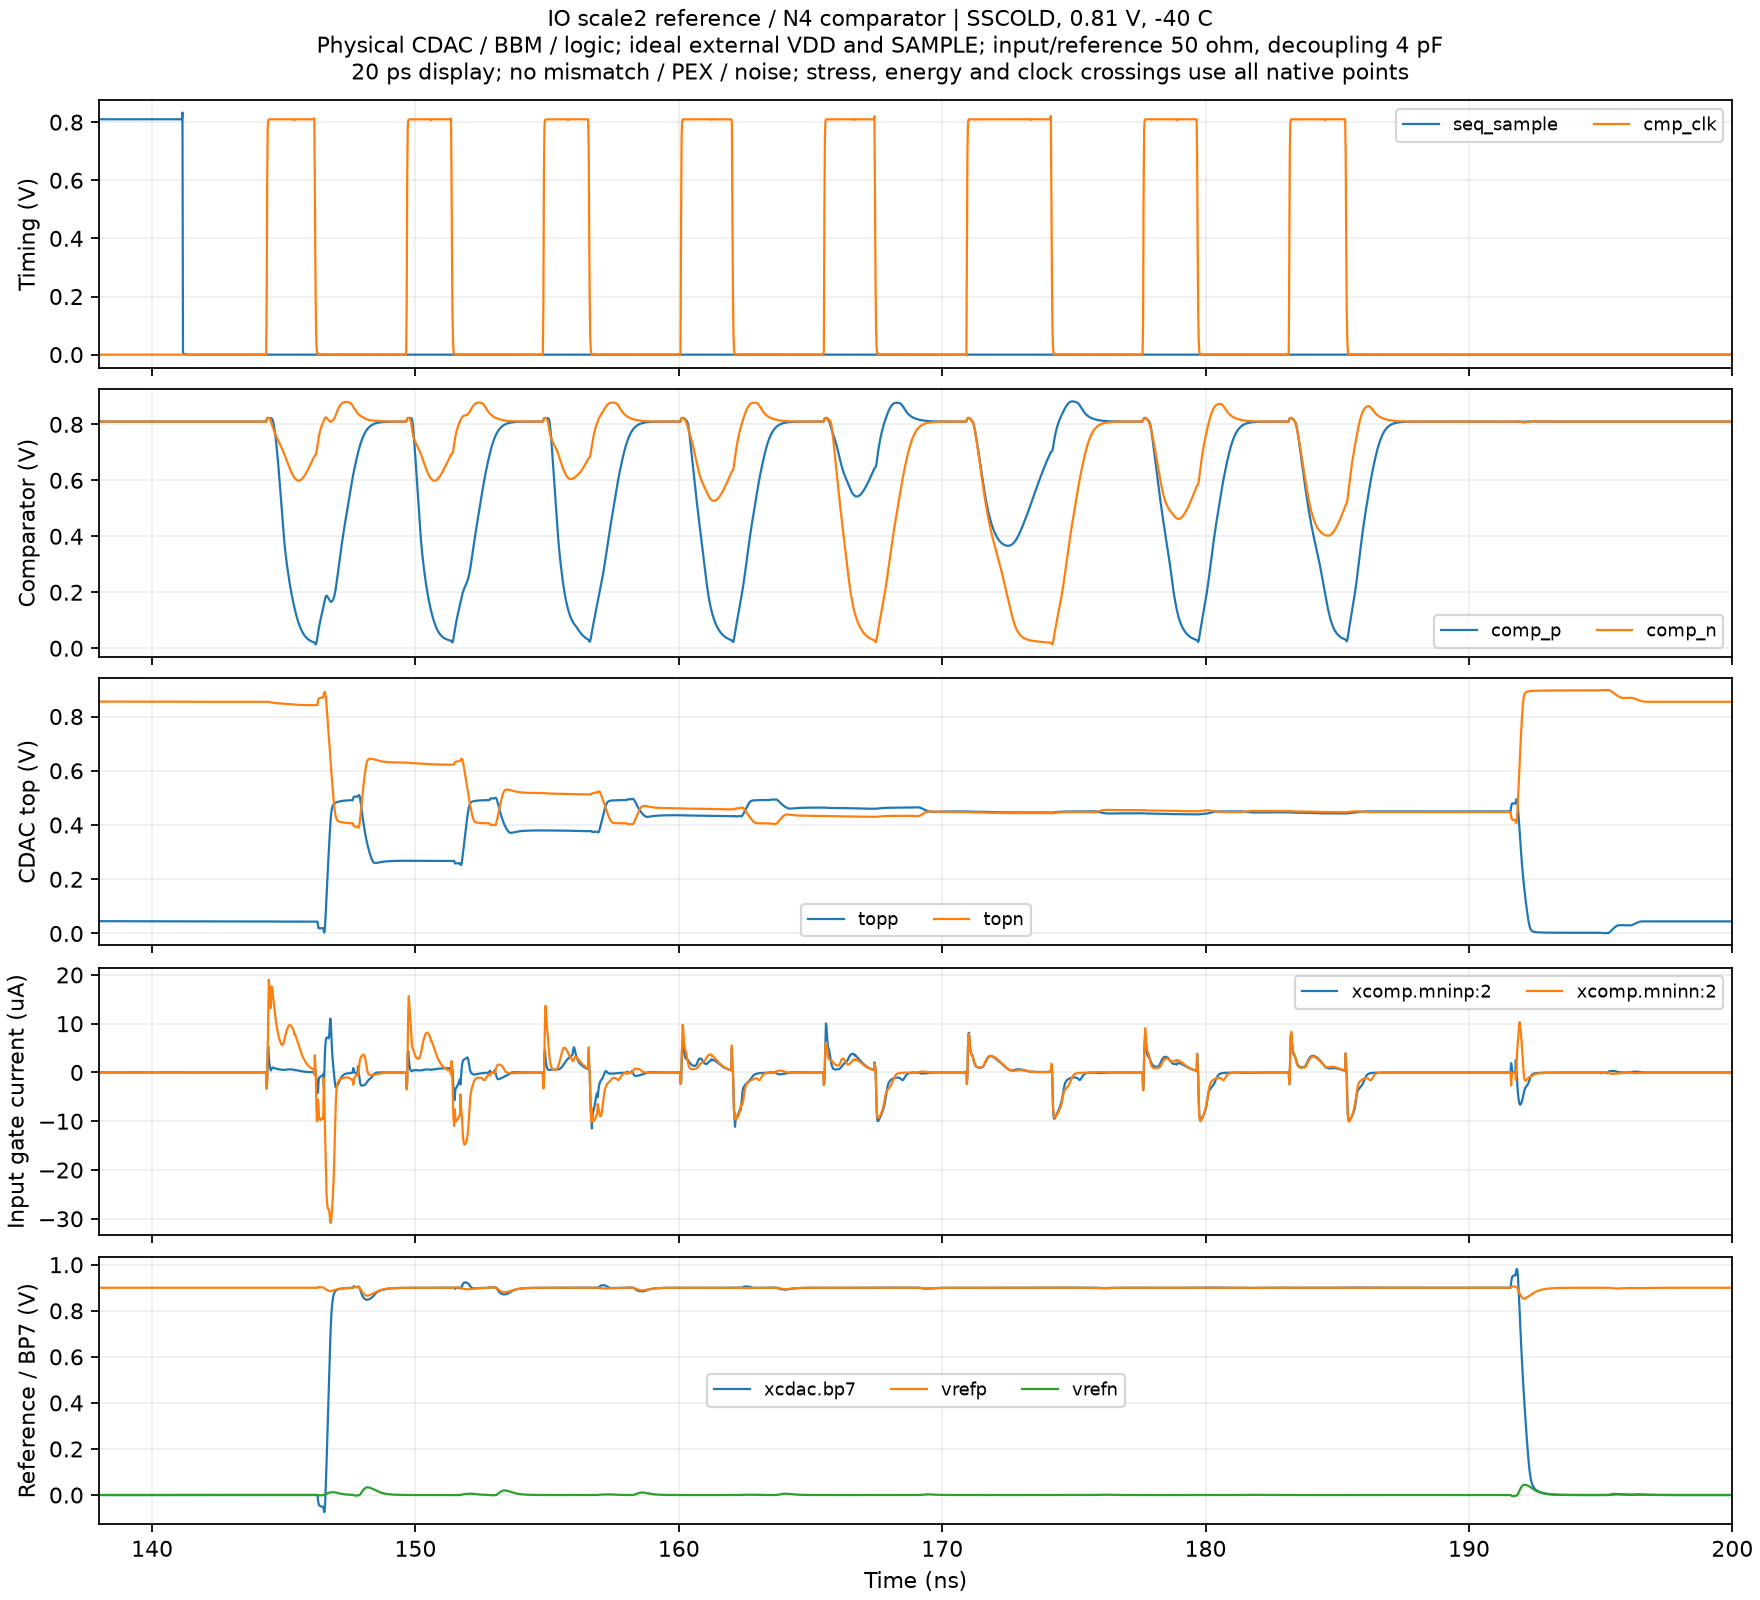 IO scale2 reference / N4 comparator | SSCOLD, 0.81 V, -40 C
Physical CDAC / BBM / logic; ideal external VDD and SAMPLE; input/reference 50 ohm, decoupling 4 pF
20 ps display; no mismatch / PEX / noise; stress, energy and clock crossings use all native points
Timing (V)
0.8
0.6
0.4
0.2
0.0
seq_sample
cmp_clk
Comparator (V)
0.8
0.6
0.4
0.2
0.0
comp_p
comp_n
CDAC top (V)
0.8
0.6
0.4
0.2
0.0
topp
topn
Input gate current (uA)
20
10
0
−10
−20
−30
xcomp.mninp:2
xcomp.mninn:2
Reference / BP7 (V)
1.0
0.8
0.6
0.4
0.2
0.0
xcdac.bp7
vrefp
vrefn
140
150
160
170
180
190
200
Time (ns)